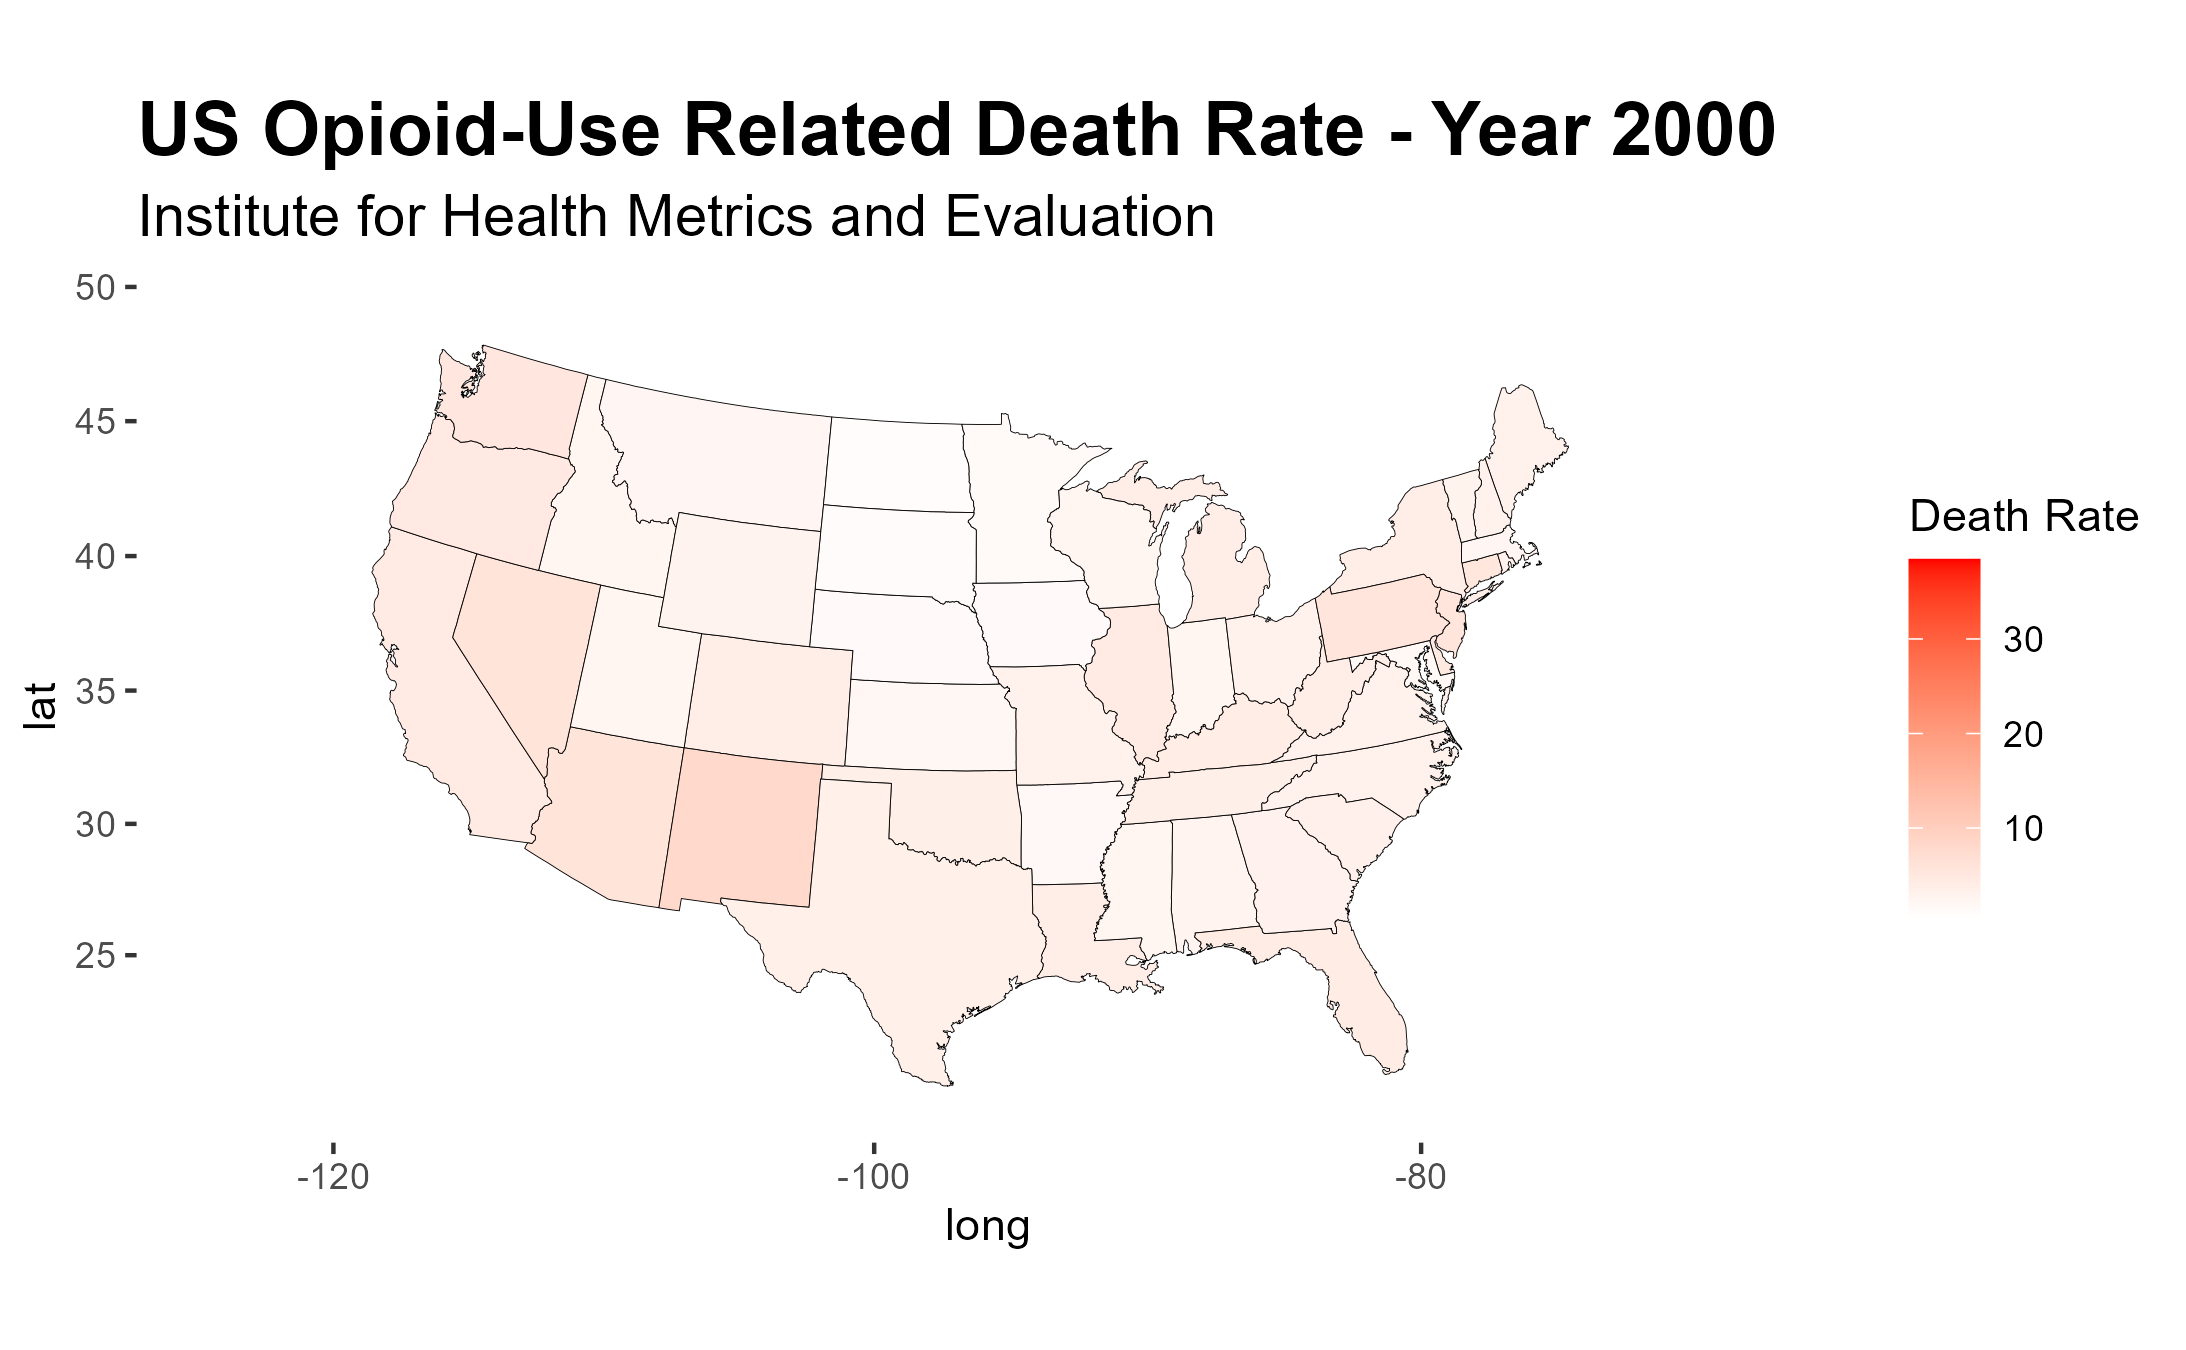 US Opioid-Use Related Death Rate - Year 2000
Institute for Health Metrics and Evaluation
50
45
40
35
30
25
lat
-120
-100
-80
long
Death Rate
30
20
10